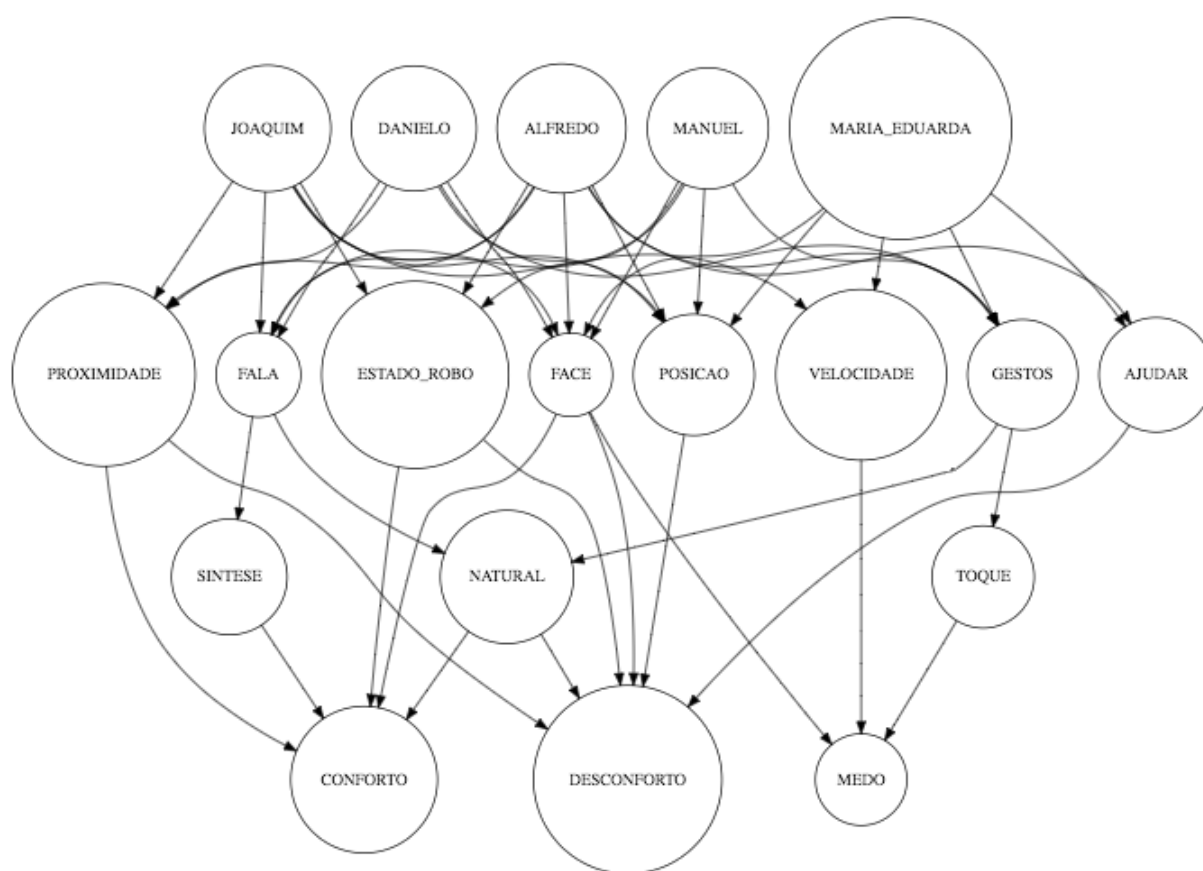 JOAQUIM
DANIELO
ALFREDO
MANUEL
MARIA_EDUARDA
PROXIMIDADE
FALA
ESTADO_ROBO
FACE
POSICAO
VELOCIDADE
GESTOS
AJUDAR
SINTESE
NATURAL
TOQUE
CONFORTO
DESCONFORTO
MEDO